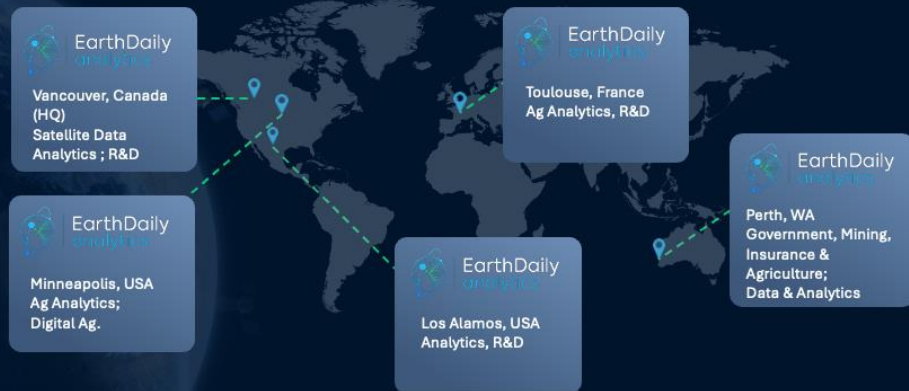 EarthDaily
analytics
Vancouver, Canada
(HQ)
Satellite Data
Analytics ; R&D
EarthDaily
analytics
Toulouse, France
Ag Analytics, R&D
EarthDaily
analytics
Perth, WA
Government, Mining,
Insurance &
Agriculture;
Data & Analytics
EarthDaily
analytics
Minneapolis, USA
Ag Analytics;
Digital Ag.
EarthDaily
analytics
Los Alamos, USA
Analytics, R&D